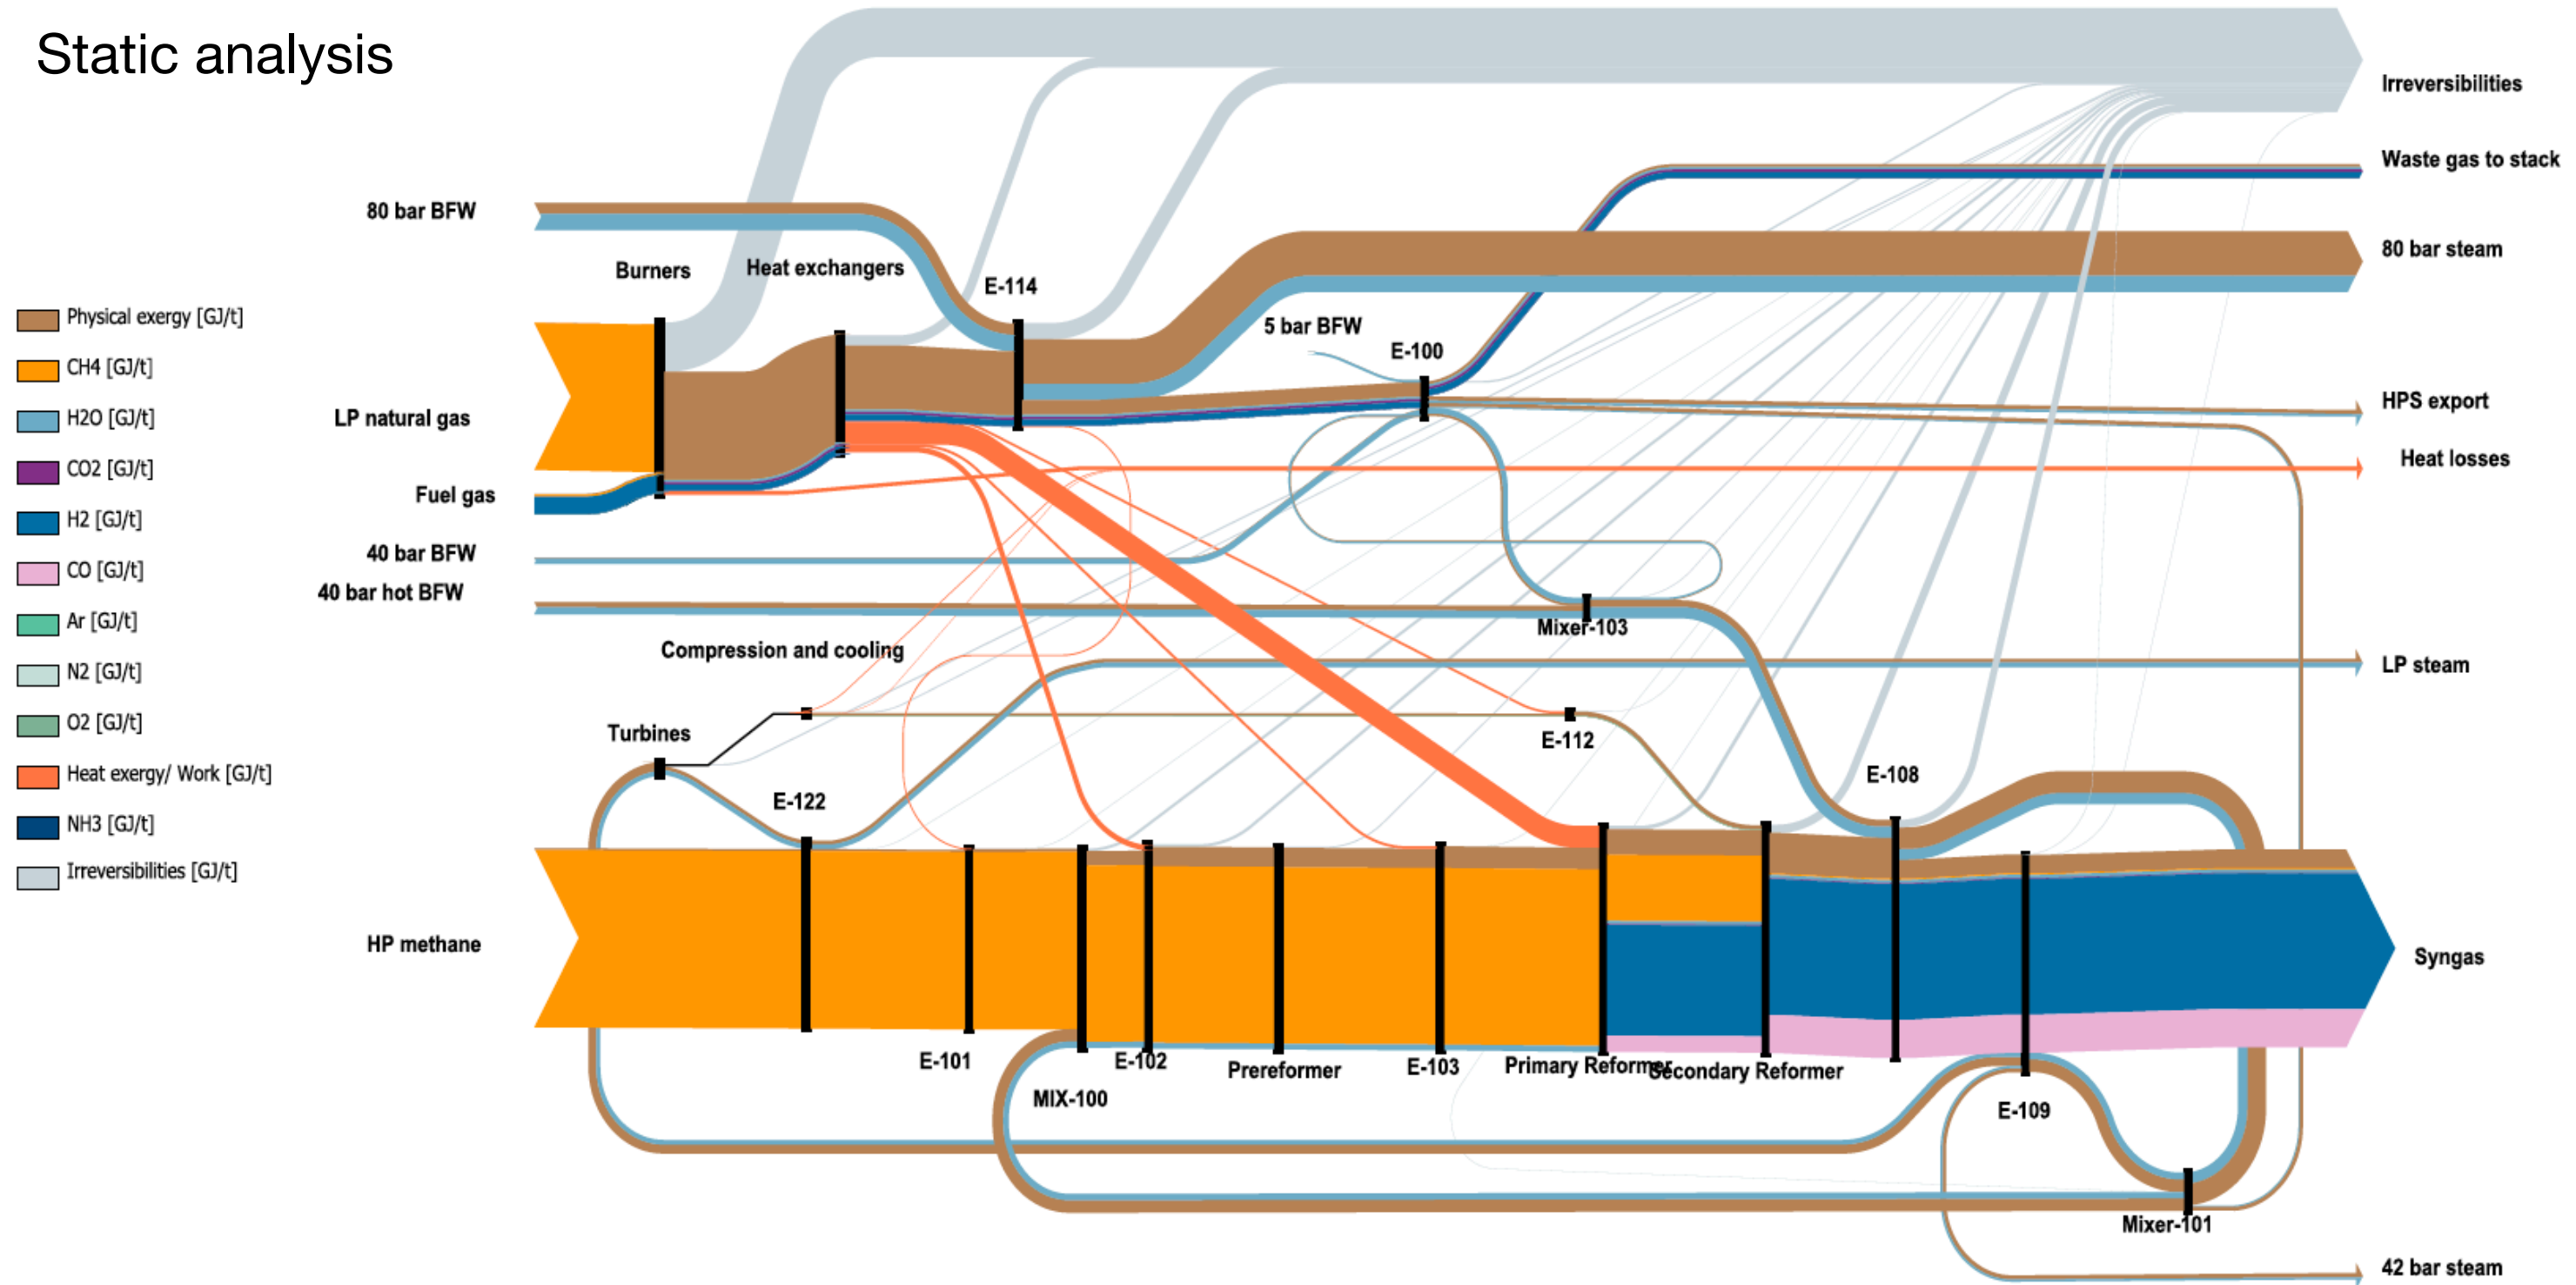 Static analysis
Irreversibilities
Waste gas to stack
80 bar BFW
80 bar steam
Burners
Heat exchangers
E-114
Physical exergy [GJ/t]
CH4 [GJ/t]
H2O [GJ/t]
CO2 [GJ/t]
H2 [GJ/t]
CO [GJ/t]
Ar [GJ/t]
N2 [GJ/t]
O2 [GJ/t]
Heat exergy/ Work [GJ/t]
NH3 [GJ/t]
Irreversibilities [GJ/t]
5 bar BFW
E-100
HPS export
LP natural gas
Heat losses
Fuel gas
40 bar BFW
40 bar hot BFW
Mixer-103
Compression and cooling
LP steam
Turbines
E-112
E-108
E-122
HP methane
Syngas
E-101
E-102
Prereformer
E-103
Primary Reformer
Secondary Reformer
MIX-100
E-109
Mixer-101
42 bar steam